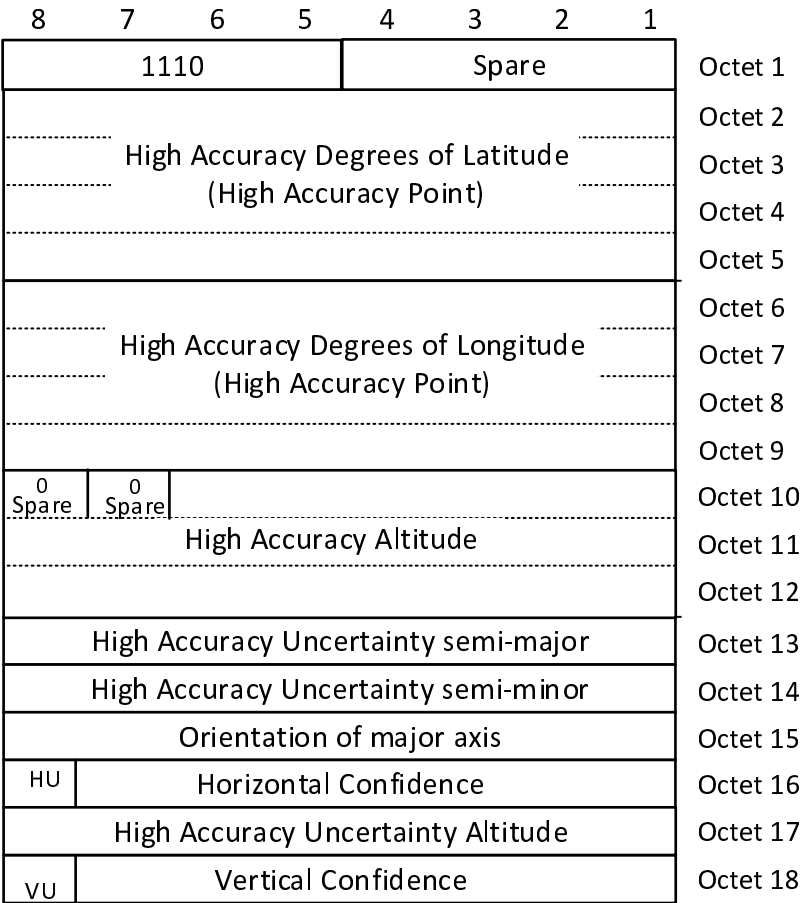 8 7 6 5 4 3 2 1
1110 Spare Octet 1
Octet 2
High Accuracy Degrees of Latitude Octet 3
(High Accuracy Point) Octet 4
Octet 5
Octet 6
High Accuracy Degrees of Longitude Octet 7
(High Accuracy Point) Octet 8
Octet 9
0 0 Octet 10
Spare Spare
High Accuracy Altitude Octet 11
Octet 12
High Accuracy Uncertainty semi-major Octet 13
High Accuracy Uncertainty semi-minor Octet 14
Orientation of major axis Octet 15
HU Horizontal Confidence Octet 16
High Accuracy Uncertainty Altitude Octet 17
VU Vertical Confidence Octet 18